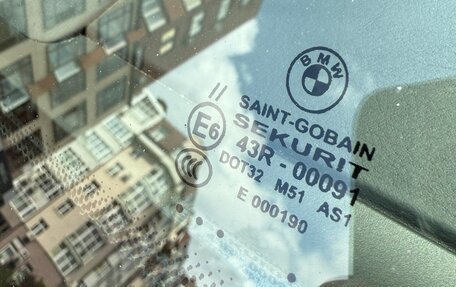 BMW
//
SAINT-GOBAIN
SEKURIT
E6 43R - 00091
DOT32 M51 AS1
E 000190